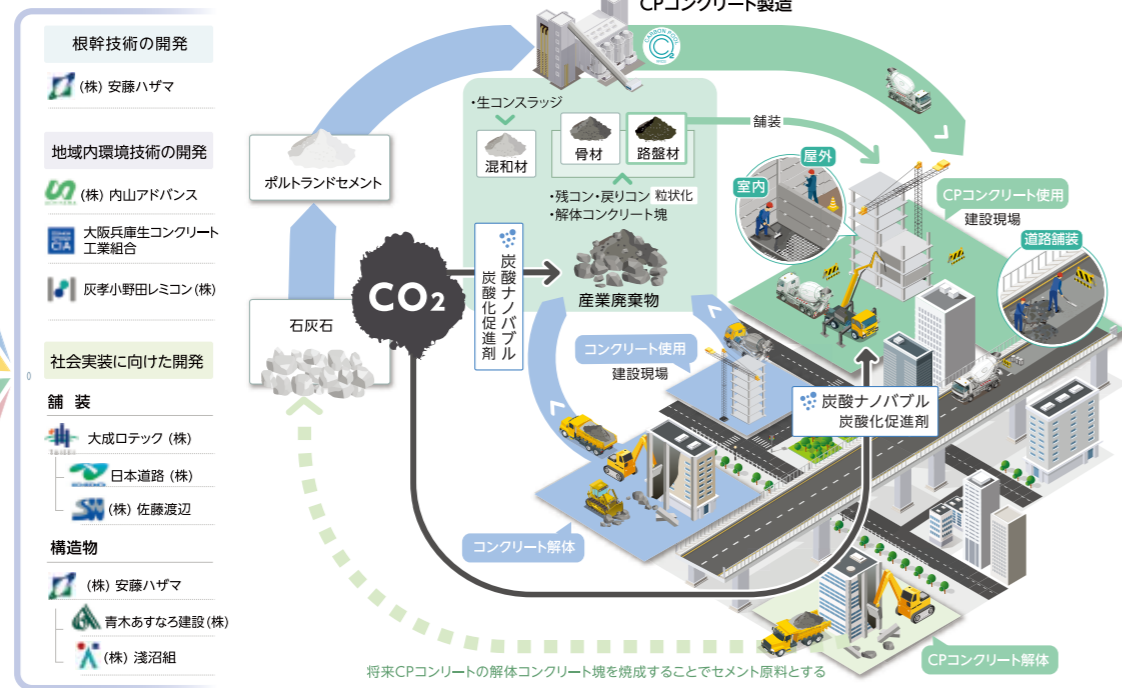 根幹技術の開発
(株) 安藤ハザマ
地域内環境技術の開発
(株) 内山アドバンス
大阪兵庫生コンクリート
工業組合
灰孝小野田レミコン(株)
社会実装に向けた開発
舗 装
大成ロテック (株)
日本道路 (株)
(株) 佐藤渡辺
構造物
(株) 安藤ハザマ
青木あすなろ建設 (株)
(株) 淺沼組
CPコンクリート製造
CARBON POOL
・生コンスラッジ
混和材
骨材
路盤材
舗装
・残コン・戻りコン 粒状化
・解体コンクリート塊
産業廃棄物
ポルトランドセメント
石灰石
CO2
炭酸ナノバブル
炭酸化促進剤
屋外
室内
CPコンクリート使用
建設現場
道路舗装
コンクリート使用
建設現場
炭酸ナノバブル
炭酸化促進剤
コンクリート解体
CPコンクリート解体
将来CPコンリートの解体コンクリート塊を焼成することでセメント原料とする